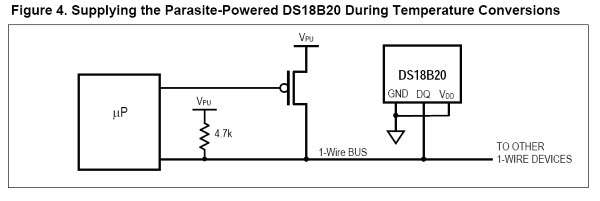 Figure 4. Supplying the Parasite-Powered DS18B20 During Temperature Conversions
VPU
DS18B20
GND DQ VDD
µP
VPU
4.7k
1-Wire BUS
TO OTHER
1-WIRE DEVICES